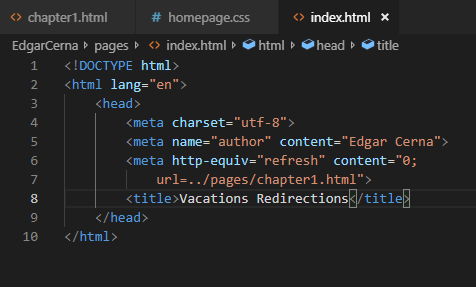 chapter1.html # homepage.css index.html ×
EdgarCerna > pages > index.html > html > head > title
1 <!DOCTYPE html>
2 <html lang="en">
3 <head>
4 <meta charset="utf-8">
5 <meta name="author" content="Edgar Cerna">
6 <meta http-equiv="refresh" content="0;
7 url=../pages/chapter1.html">
8 <title>Vacations Redirections</title>
9 </head>
10 </html>